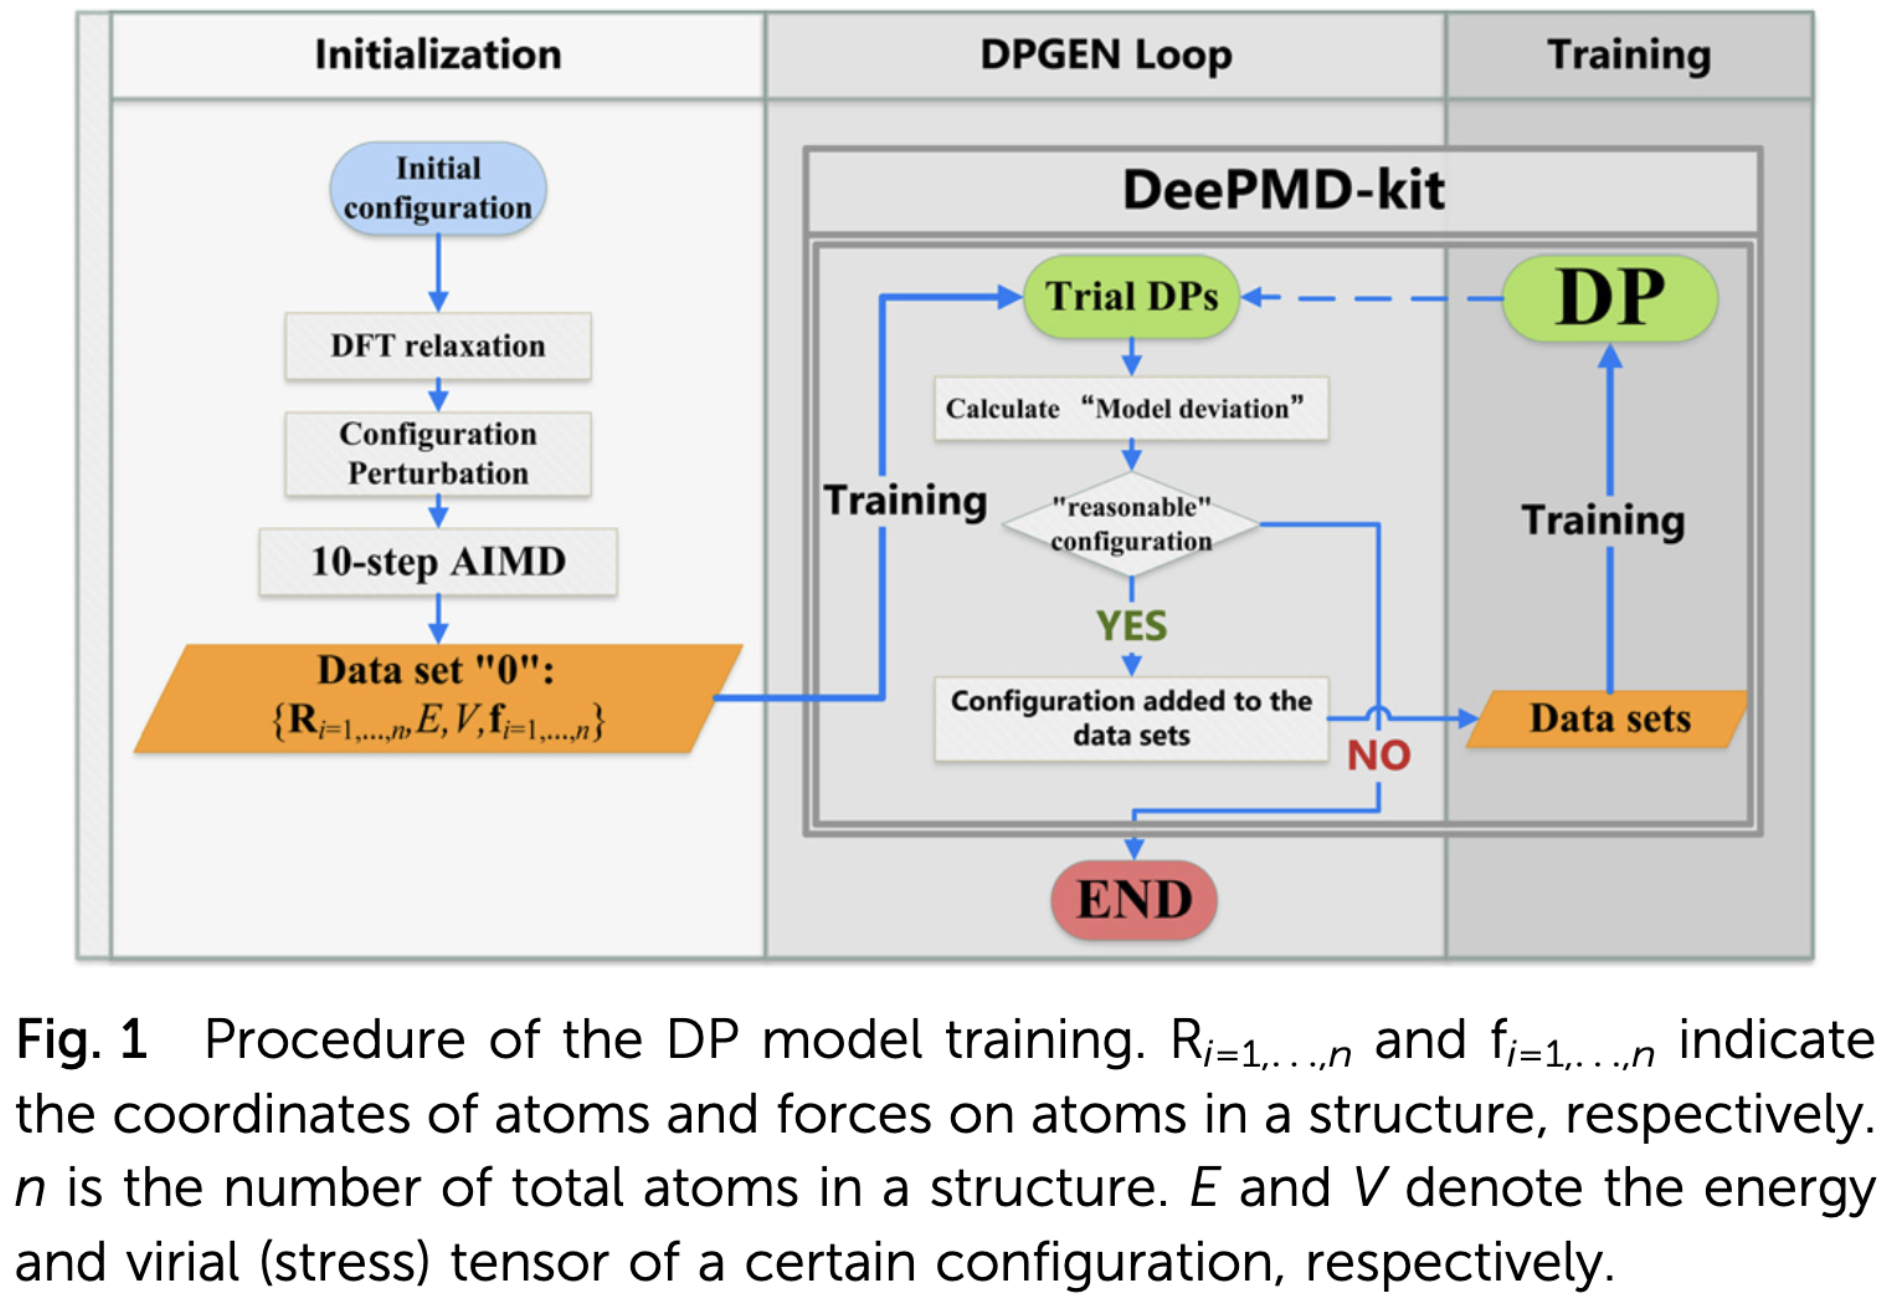 Initialization
DPGEN Loop
Training
Initial
configuration
DFT relaxation
Configuration
Perturbation
10-step AIMD
Data set "0":
{R_{i=1,...,n}, E, V, f_{i=1,...,n}}
DeePMD-kit
Training
Trial DPs
Calculate “Model deviation”
"reasonable"
configuration
YES
Configuration added to the
data sets
NO
END
DP
Training
Data sets
Fig. 1 Procedure of the DP model training. R_{i=1,...,n} and f_{i=1,...,n} indicate
the coordinates of atoms and forces on atoms in a structure, respectively.
n is the number of total atoms in a structure. E and V denote the energy
and virial (stress) tensor of a certain configuration, respectively.